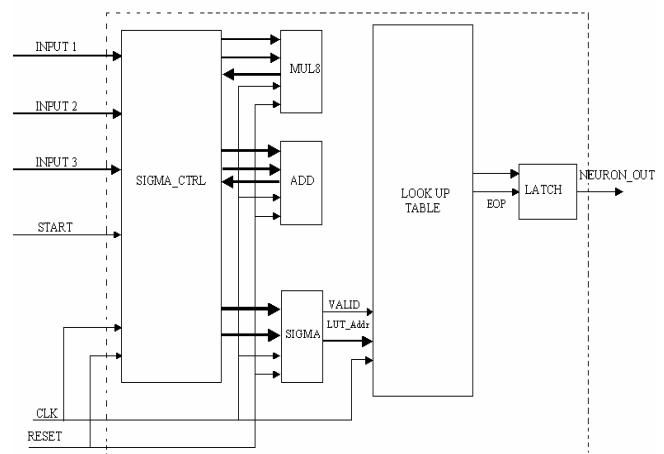 INPUT 1
INPUT 2
INPUT 3
START
CLK
RESET
SIGMA_CTRL
MUL8
ADD
SIGMA
VALID
LUT_Addr
LOOK UP
TABLE
EOP
LATCH
NEURON_OUT